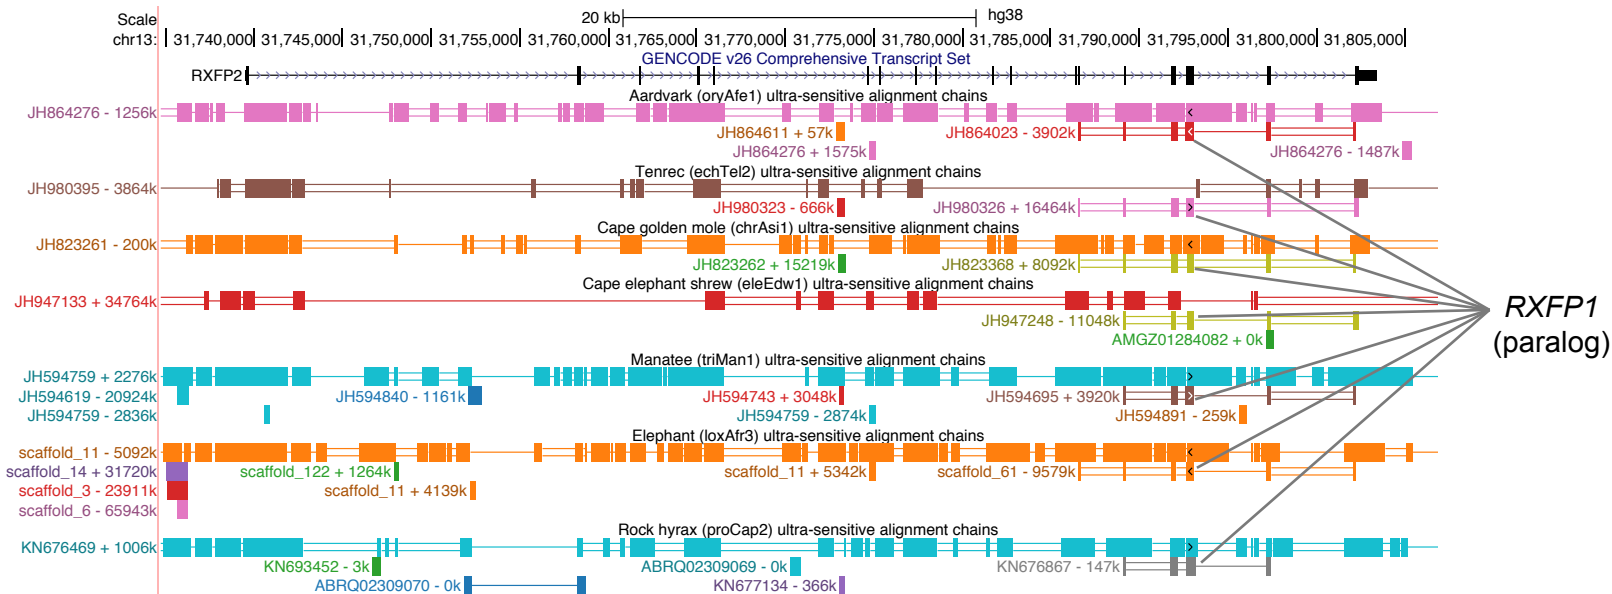 Scale 20 kb hg38
chr13: 31,740,000 31,745,000 31,750,000 31,755,000 31,760,000 31,765,000 31,770,000 31,775,000 31,780,000 31,785,000 31,790,000 31,795,000 31,800,000 31,805,000
GENCODE v26 Comprehensive Transcript Set
RXFP2
Aardvark (oryAfe1) ultra-sensitive alignment chains
JH864276 - 1256k
JH864611 + 57k JH864023 - 3902k
JH864276 + 1575k JH864276 - 1487k
Tenrec (echTel2) ultra-sensitive alignment chains
JH980395 - 3864k
JH980323 - 666k JH980326 + 16464k
Cape golden mole (chrAsi1) ultra-sensitive alignment chains
JH823261 - 200k
JH823262 + 15219k JH823368 + 8092k
Cape elephant shrew (eleEdw1) ultra-sensitive alignment chains
JH947133 + 34764k
JH947248 - 11048k
AMGZ01284082 + 0k
RXFP1
(paralog)
Manatee (triMan1) ultra-sensitive alignment chains
JH594759 + 2276k
JH594619 - 20924k JH594840 - 1161k JH594743 + 3048k JH594695 + 3920k
JH594759 - 2836k JH594759 - 2874k JH594891 - 259k
Elephant (loxAfr3) ultra-sensitive alignment chains
scaffold_11 - 5092k
scaffold_14 + 31720k scaffold_122 + 1264k scaffold_11 + 5342k scaffold_61 - 9579k
scaffold_3 - 23911k scaffold_11 + 4139k
scaffold_6 - 65943k
Rock hyrax (proCap2) ultra-sensitive alignment chains
KN676469 + 1006k
KN693452 - 3k ABRQ02309069 - 0k KN676867 - 147k
ABRQ02309070 - 0k KN677134 - 366k